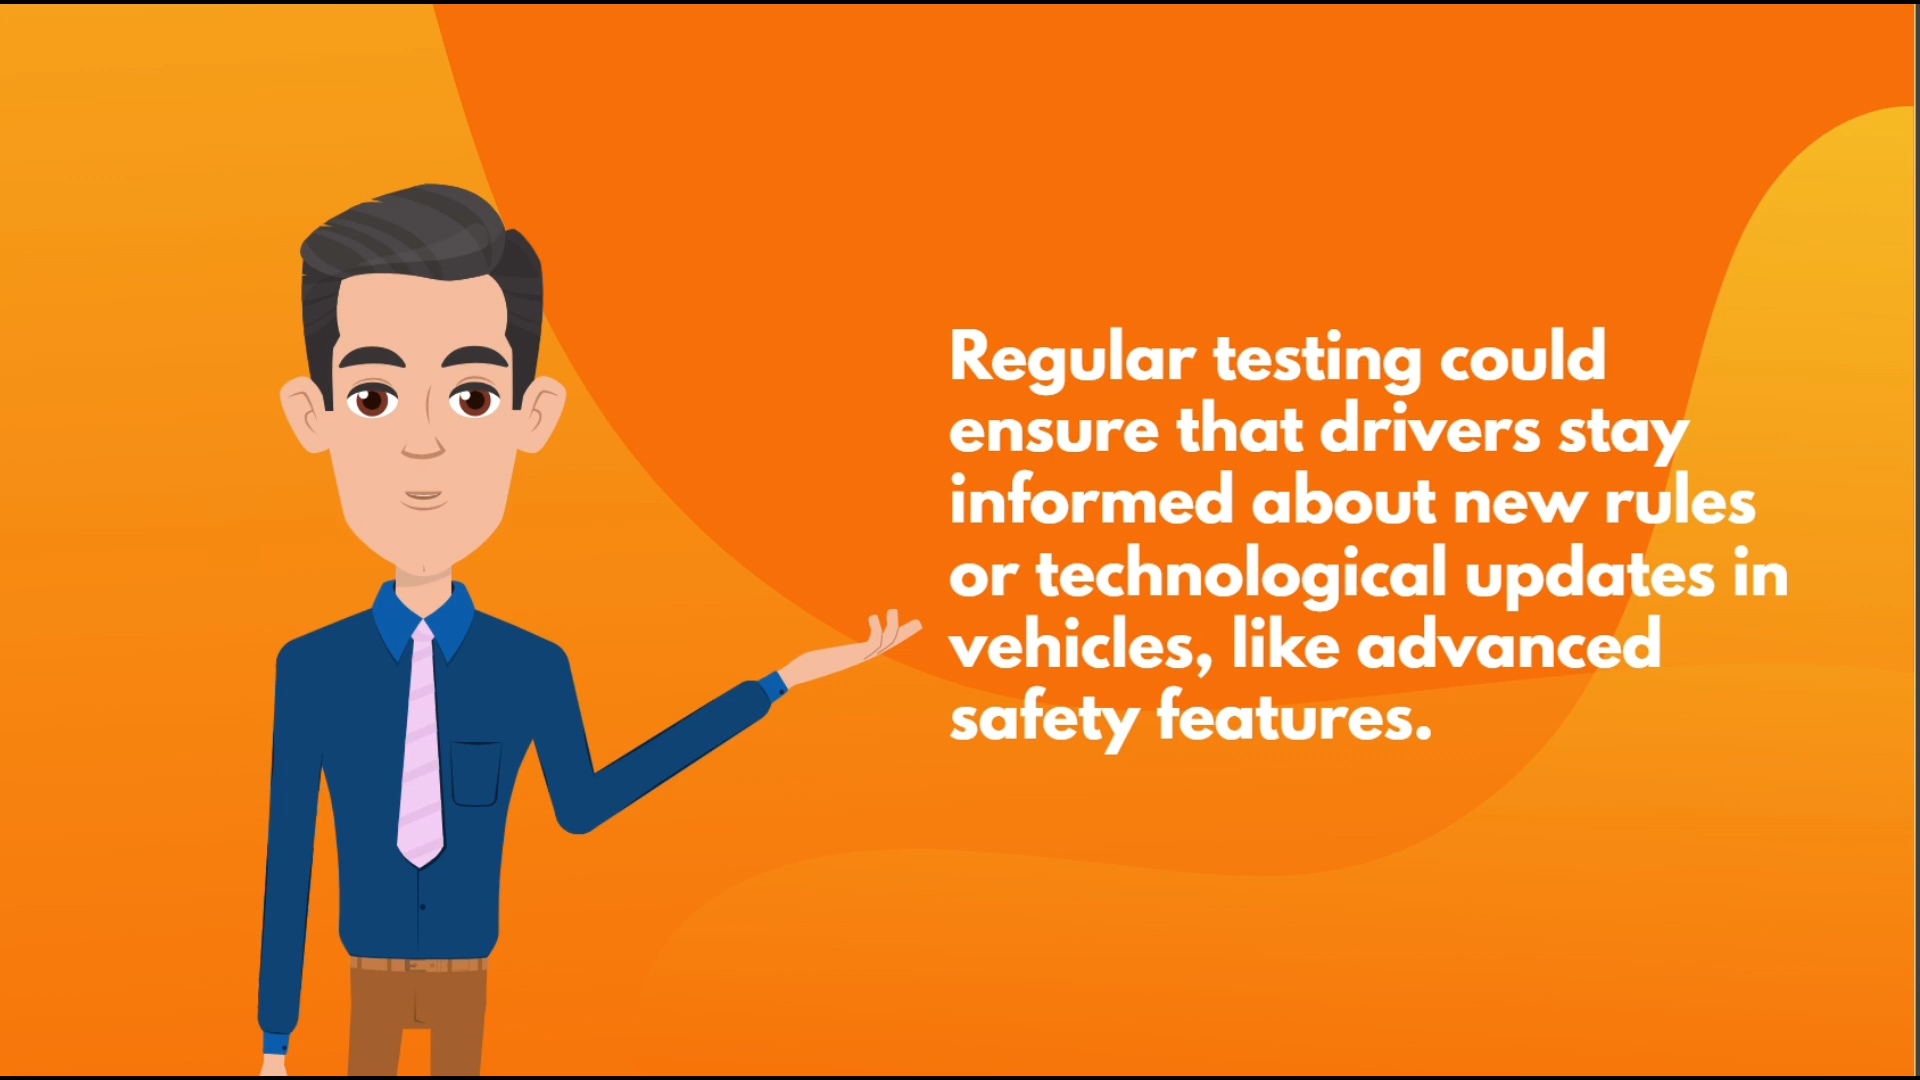 Regular testing could
ensure that drivers stay
informed about new rules
or technological updates in
vehicles, like advanced
safety features.